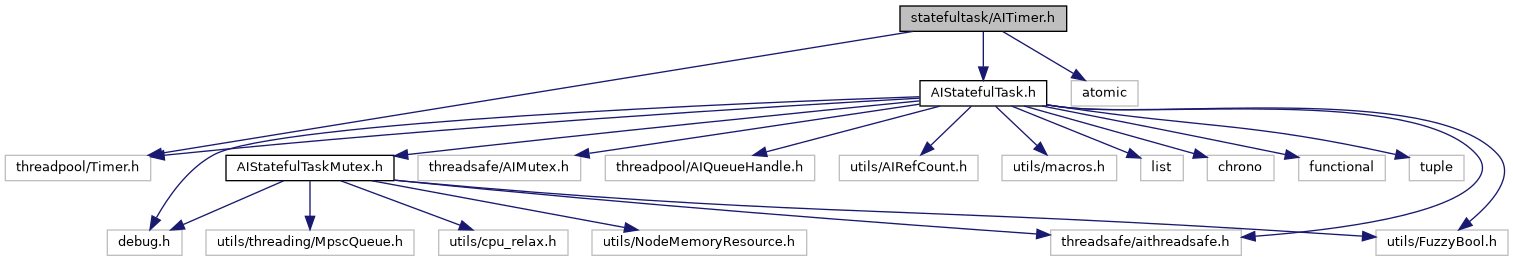 statefultask/AITimer.h
AIStatefulTask.h
atomic
threadpool/Timer.h
AIStatefulTaskMutex.h
threadsafe/AIMutex.h
threadpool/AIQueueHandle.h
utils/AIRefCount.h
utils/macros.h
list
chrono
functional
tuple
debug.h
utils/threading/MpscQueue.h
utils/cpu_relax.h
utils/NodeMemoryResource.h
threadsafe/aithreadsafe.h
utils/FuzzyBool.h